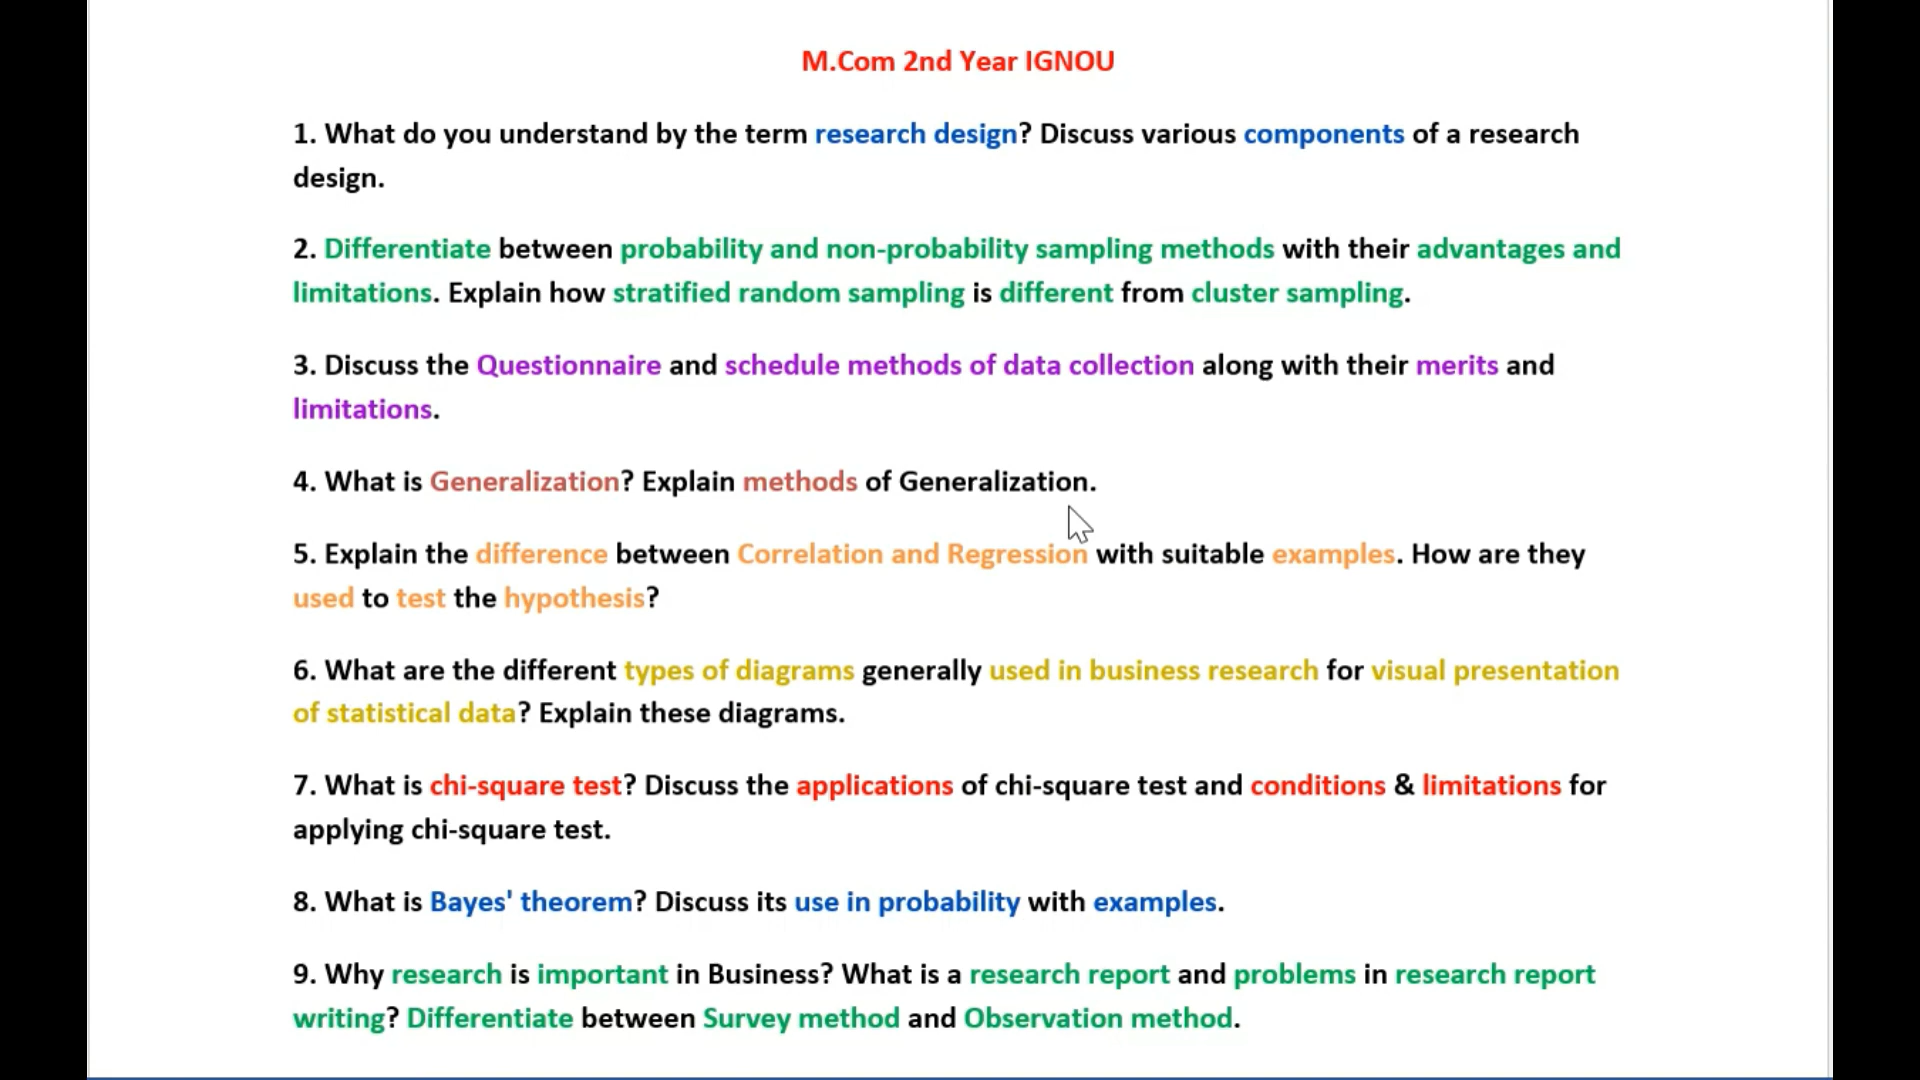 M.Com 2nd Year IGNOU
1. What do you understand by the term research design? Discuss various components of a research
design.
2. Differentiate between probability and non-probability sampling methods with their advantages and
limitations. Explain how stratified random sampling is different from cluster sampling.
3. Discuss the Questionnaire and schedule methods of data collection along with their merits and
limitations.
4. What is Generalization? Explain methods of Generalization.
5. Explain the difference between Correlation and Regression with suitable examples. How are they
used to test the hypothesis?
6. What are the different types of diagrams generally used in business research for visual presentation
of statistical data? Explain these diagrams.
7. What is chi-square test? Discuss the applications of chi-square test and conditions & limitations for
applying chi-square test.
8. What is Bayes' theorem? Discuss its use in probability with examples.
9. Why research is important in Business? What is a research report and problems in research report
writing? Differentiate between Survey method and Observation method.